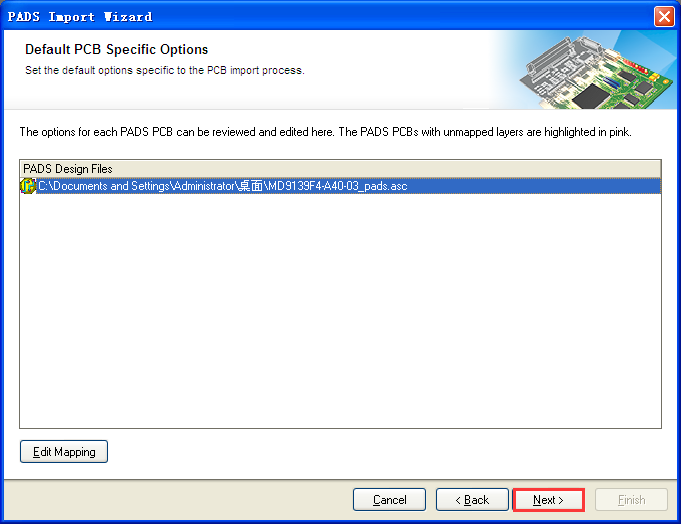 PADS Import Wizard
Default PCB Specific Options
Set the default options specific to the PCB import process.
The options for each PADS PCB can be reviewed and edited here. The PADS PCBs with unmapped layers are highlighted in pink.
PADS Design Files
C:\Documents and Settings\Administrator\桌面\MD9139F4-A40-03_pads.asc
Edit Mapping
Cancel
< Back
Next >
Finish